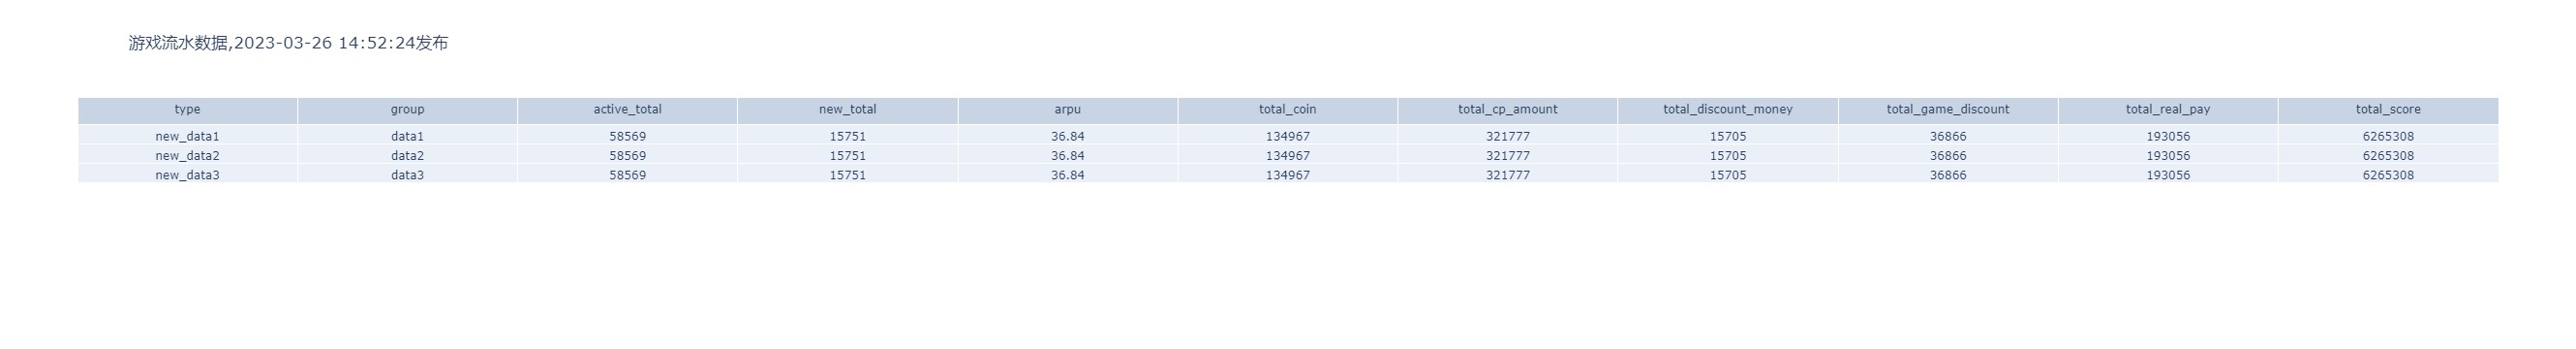 游戏流水数据,2023-03-26 14:52:24发布
type group active_total new_total arpu total_coin total_cp_amount total_discount_money total_game_discount total_real_pay total_score
new_data1 data1 58569 15751 36.84 134967 321777 15705 36866 193056 6265308
new_data2 data2 58569 15751 36.84 134967 321777 15705 36866 193056 6265308
new_data3 data3 58569 15751 36.84 134967 321777 15705 36866 193056 6265308